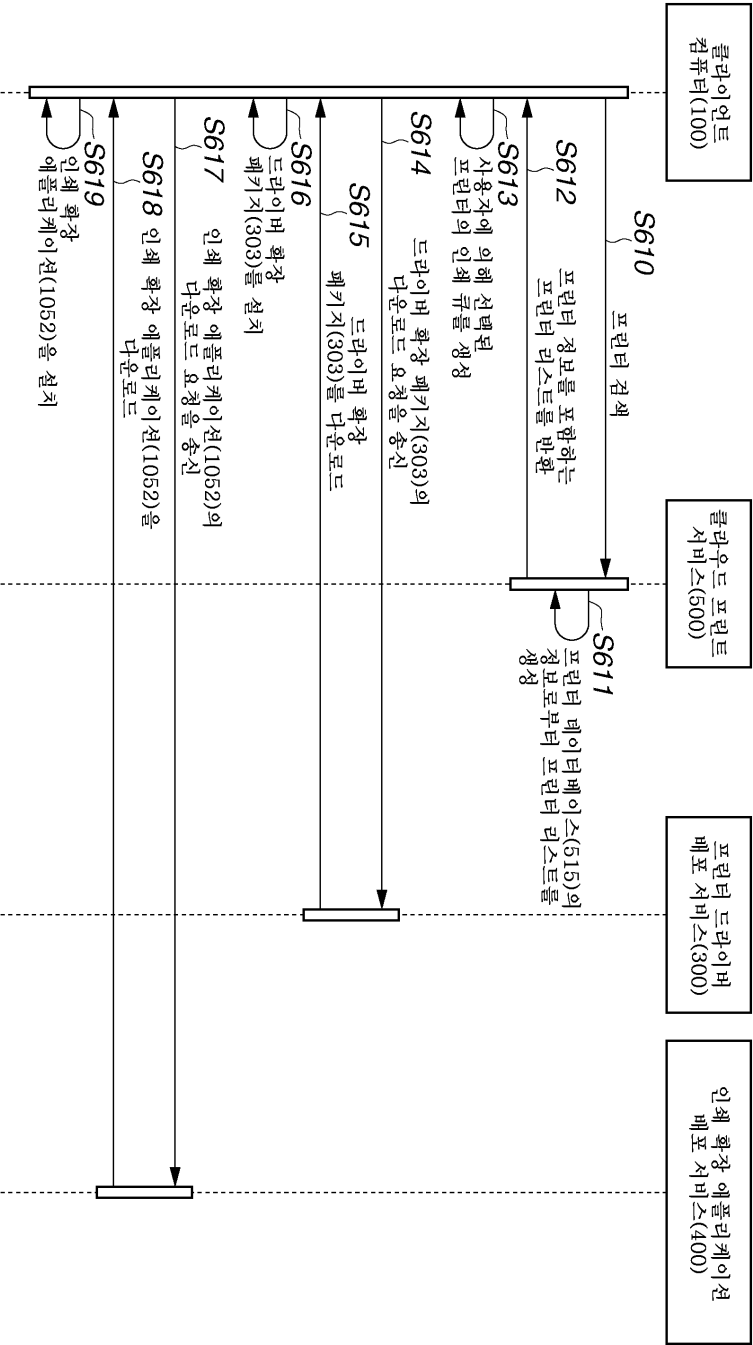 클라이언트
컴퓨터(100)
클라우드 프린트
서비스(500)
프린터 드라이버
배포 서비스(300)
인쇄 확장 애플리케이션
배포 서비스(400)
S610
프린터 검색
S611
프린터 데이터베이스(515)의
정보로부터 프린터 리스트를
생성
S612
프린터 정보를 포함하는
프린터 리스트를 반환
S613
사용자에 의해 선택된
프린터의 인쇄 큐를 생성
S614
드라이버 확장 패키지(303)의
다운로드 요청을 송신
S615
드라이버 확장
패키지(303)를 다운로드
S616
드라이버 확장
패키지(303)를 설치
S617
인쇄 확장 애플리케이션(1052)의
다운로드 요청을 송신
S618
인쇄 확장 애플리케이션(1052)을
다운로드
S619
인쇄 확장
애플리케이션(1052)을 설치